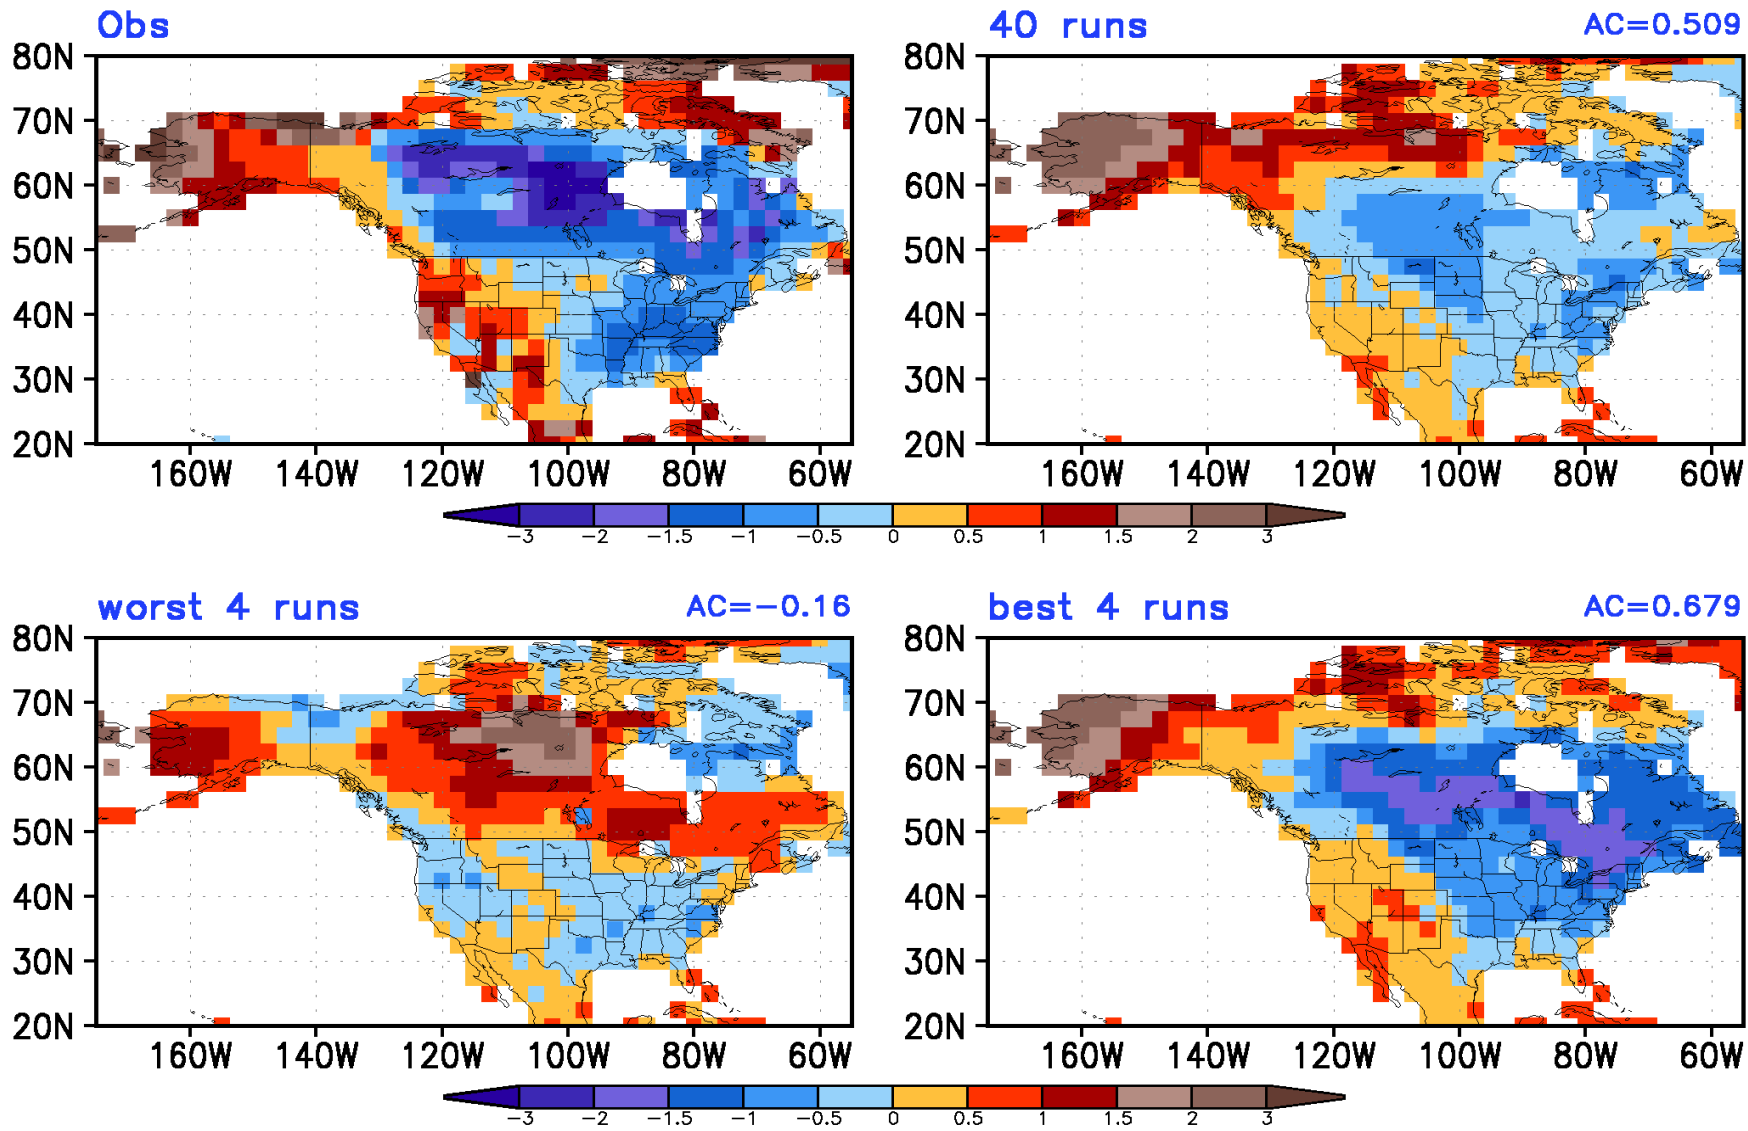 Obs
40 runs AC=0.509
80N 80N
70N 70N
60N 60N
50N 50N
40N 40N
30N 30N
20N 20N
160W 140W 120W 100W 80W 60W 160W 140W 120W 100W 80W 60W
-3 -2 -1.5 -1 -0.5 0 0.5 1 1.5 2 3
worst 4 runs AC=-0.16
best 4 runs AC=0.679
80N 80N
70N 70N
60N 60N
50N 50N
40N 40N
30N 30N
20N 20N
160W 140W 120W 100W 80W 60W 160W 140W 120W 100W 80W 60W
-3 -2 -1.5 -1 -0.5 0 0.5 1 1.5 2 3